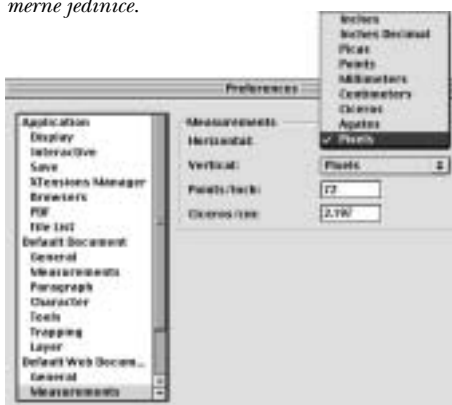 merne jedinice.
Inches
Inches Decimal
Picas
Points
Millimeters
Centimeters
Ciceros
Agates
✓ Pixels
Preferences
Application
Display
Interactive
Save
XTensions Manager
Browsers
PDF
File List
Default Document
General
Measurements
Paragraph
Character
Tools
Trapping
Layer
Default Web Docum...
General
Measurements
Measurements
Horizontal:
Vertical: Pixels
Points/Inch: 72
Ciceros/cm: 2.197